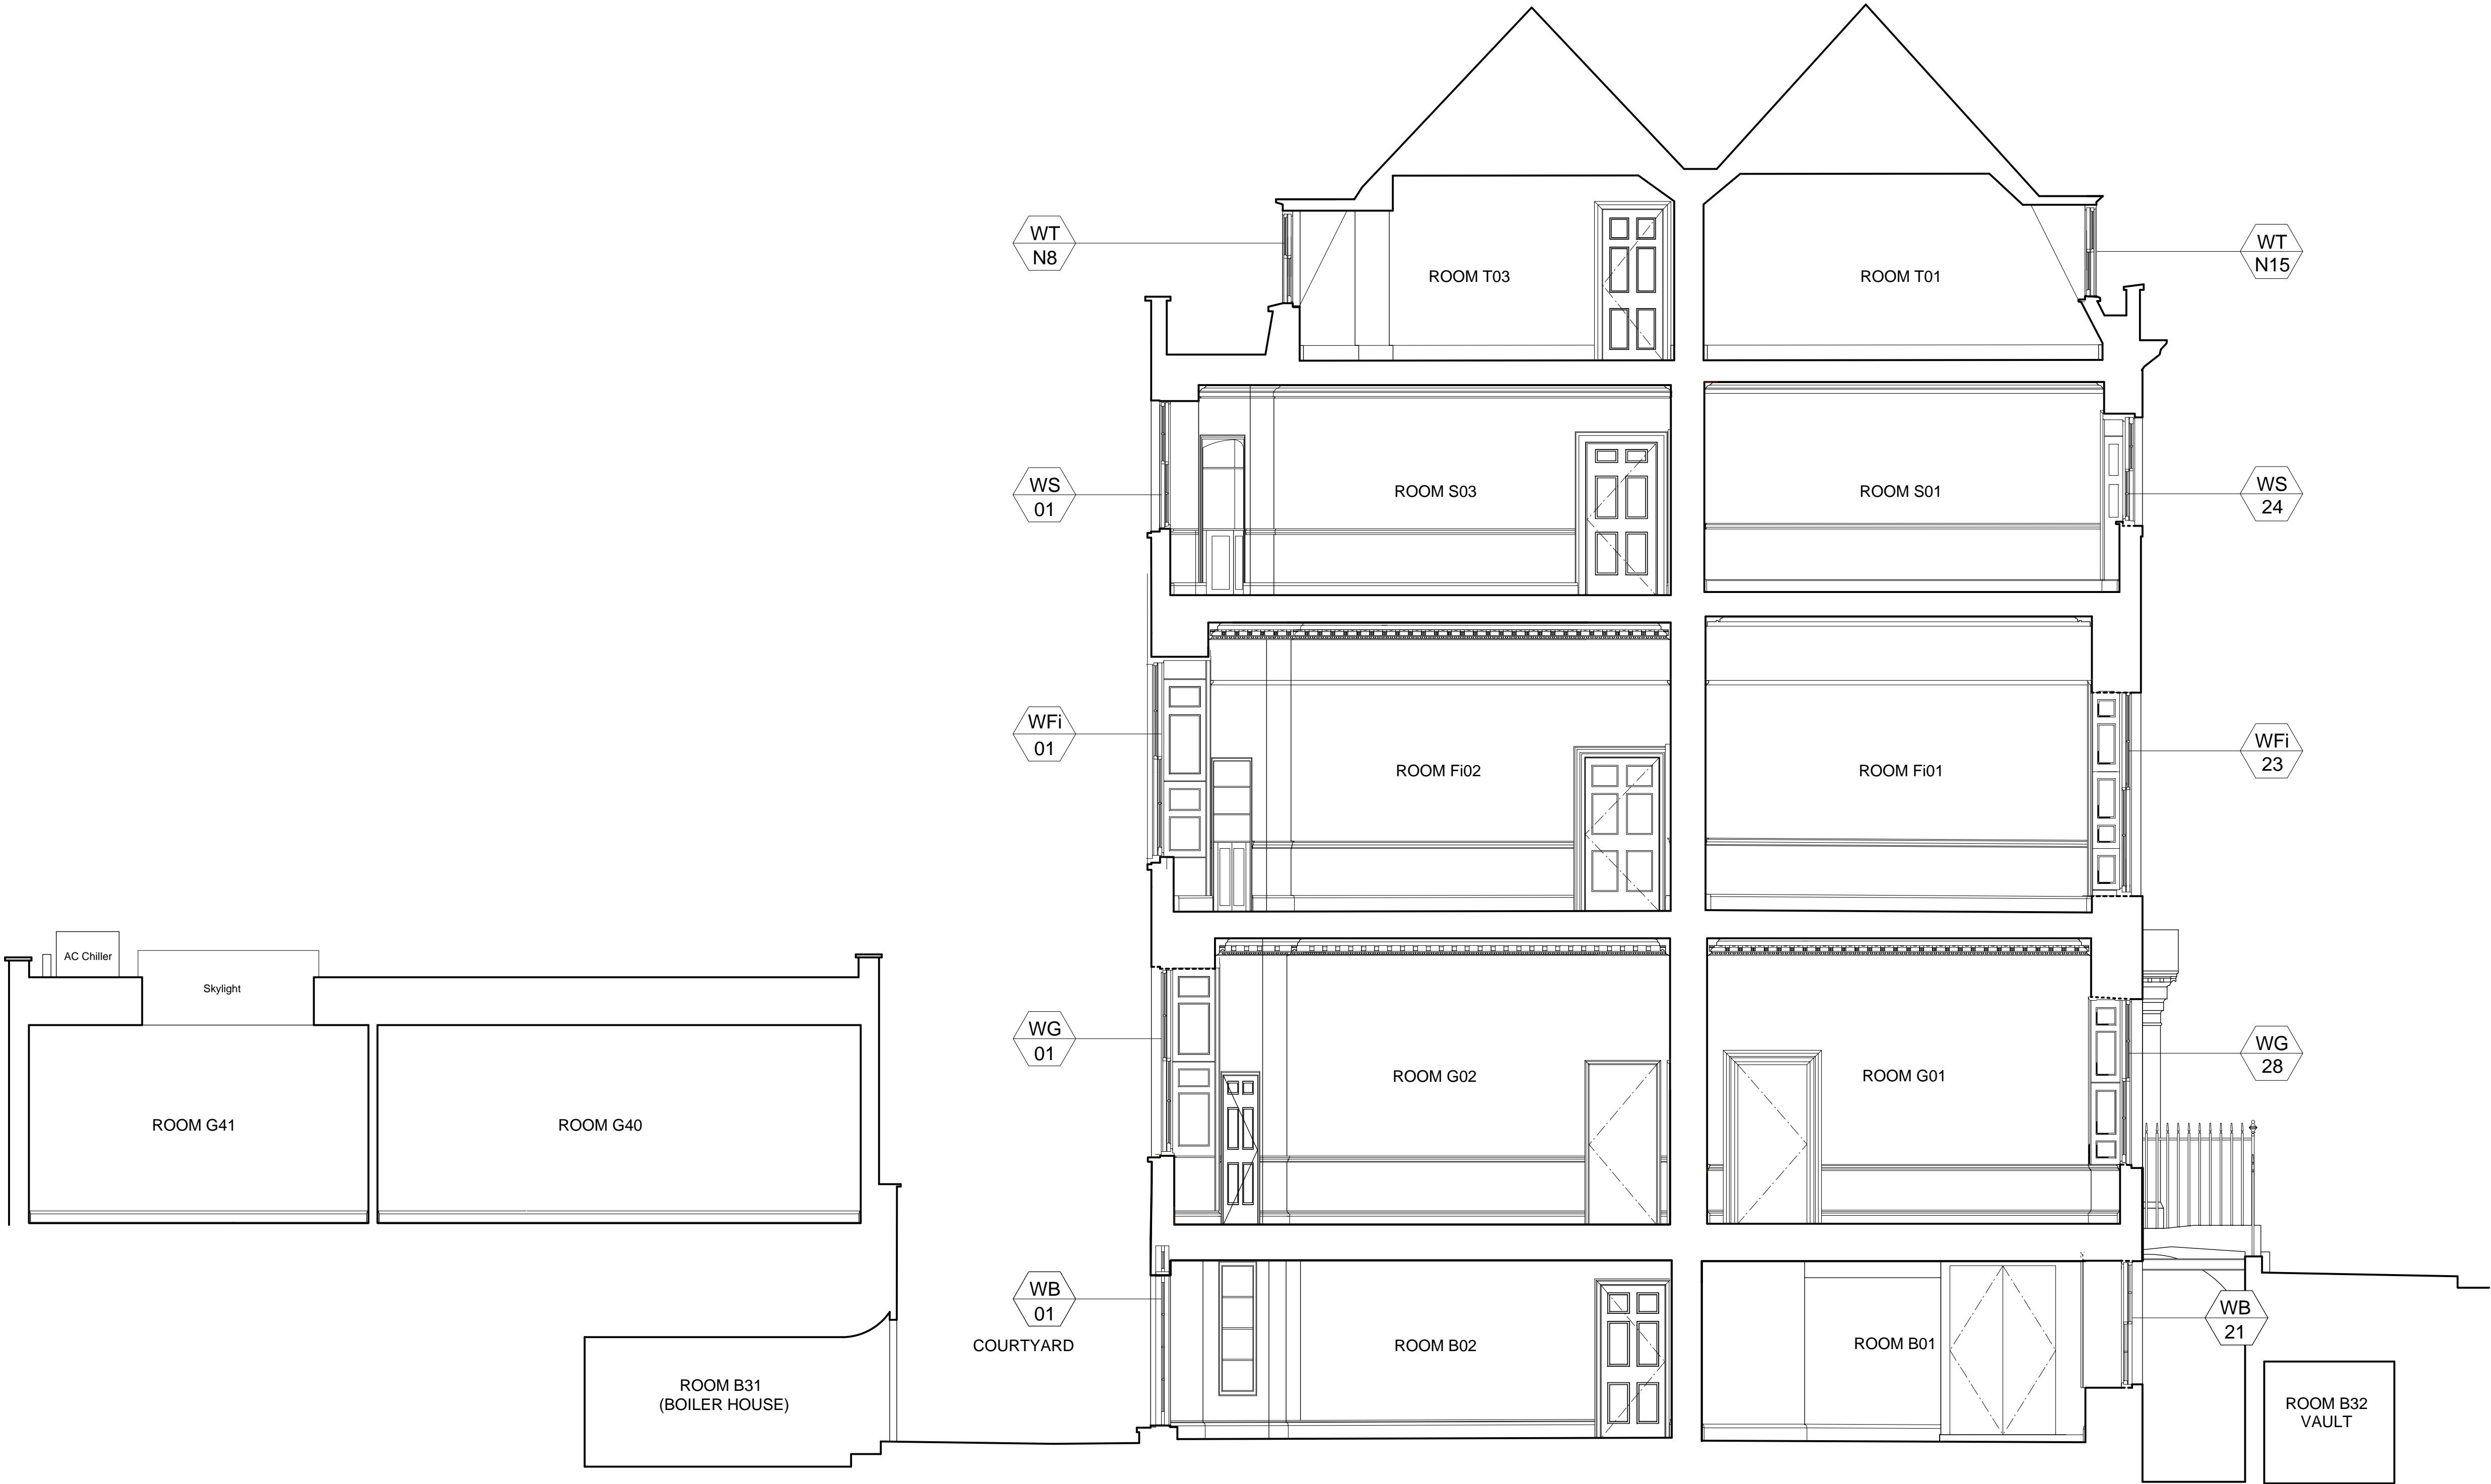 WT
N8
ROOM T03
ROOM T01
WT
N15
WS
01
ROOM S03
ROOM S01
WS
24
WFi
01
ROOM Fi02
ROOM Fi01
WFi
23
AC Chiller
Skylight
WG
01
ROOM G41
ROOM G40
ROOM G02
ROOM G01
WG
28
WB
01
COURTYARD
ROOM B31
(BOILER HOUSE)
ROOM B02
ROOM B01
WB
21
ROOM B32
VAULT